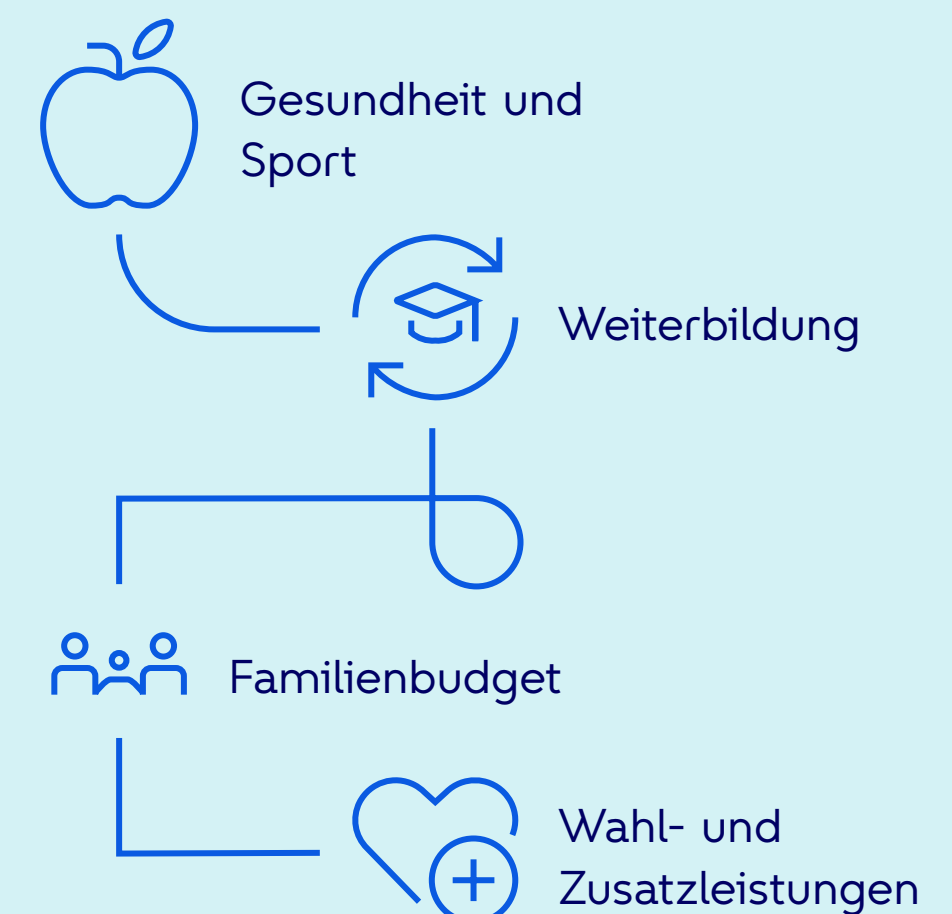 Gesundheit und
Sport
Weiterbildung
Familienbudget
Wahl- und
Zusatzleistungen